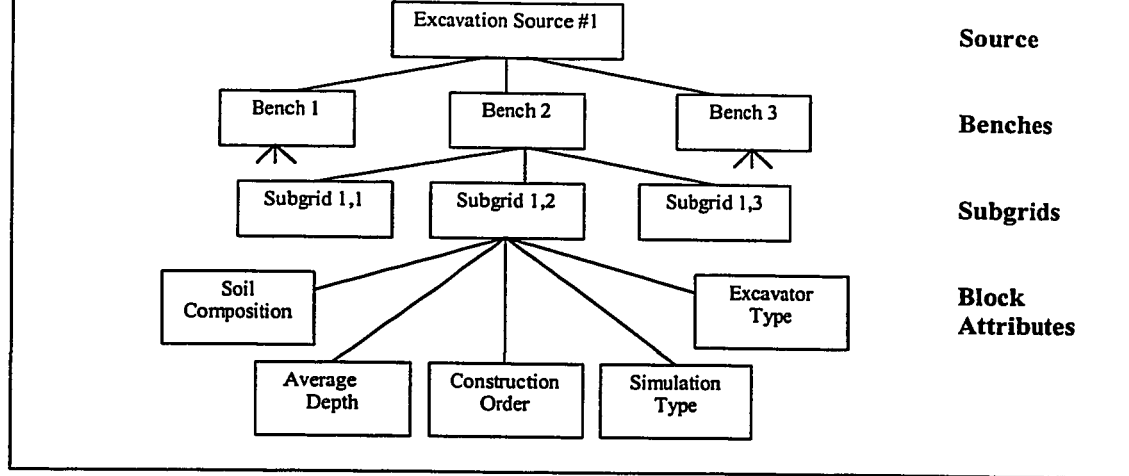 Excavation Source #1
Source
Bench 1
Bench 2
Bench 3
Benches
Subgrid 1,1
Subgrid 1,2
Subgrid 1,3
Subgrids
Soil
Composition
Excavator
Type
Block
Attributes
Average
Depth
Construction
Order
Simulation
Type